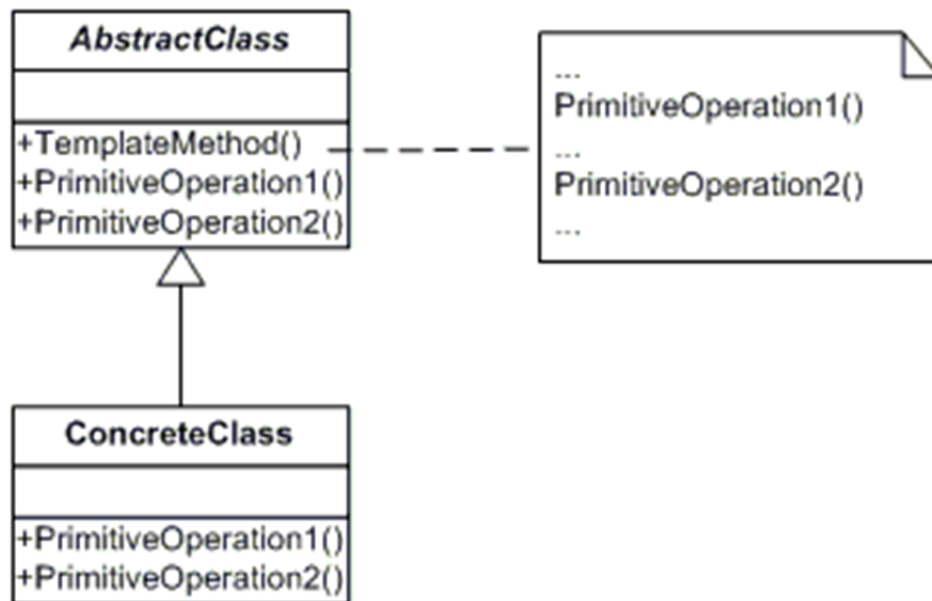 AbstractClass
+TemplateMethod()
+PrimitiveOperation1()
+PrimitiveOperation2()
...
PrimitiveOperation1()
...
PrimitiveOperation2()
...
ConcreteClass
+PrimitiveOperation1()
+PrimitiveOperation2()